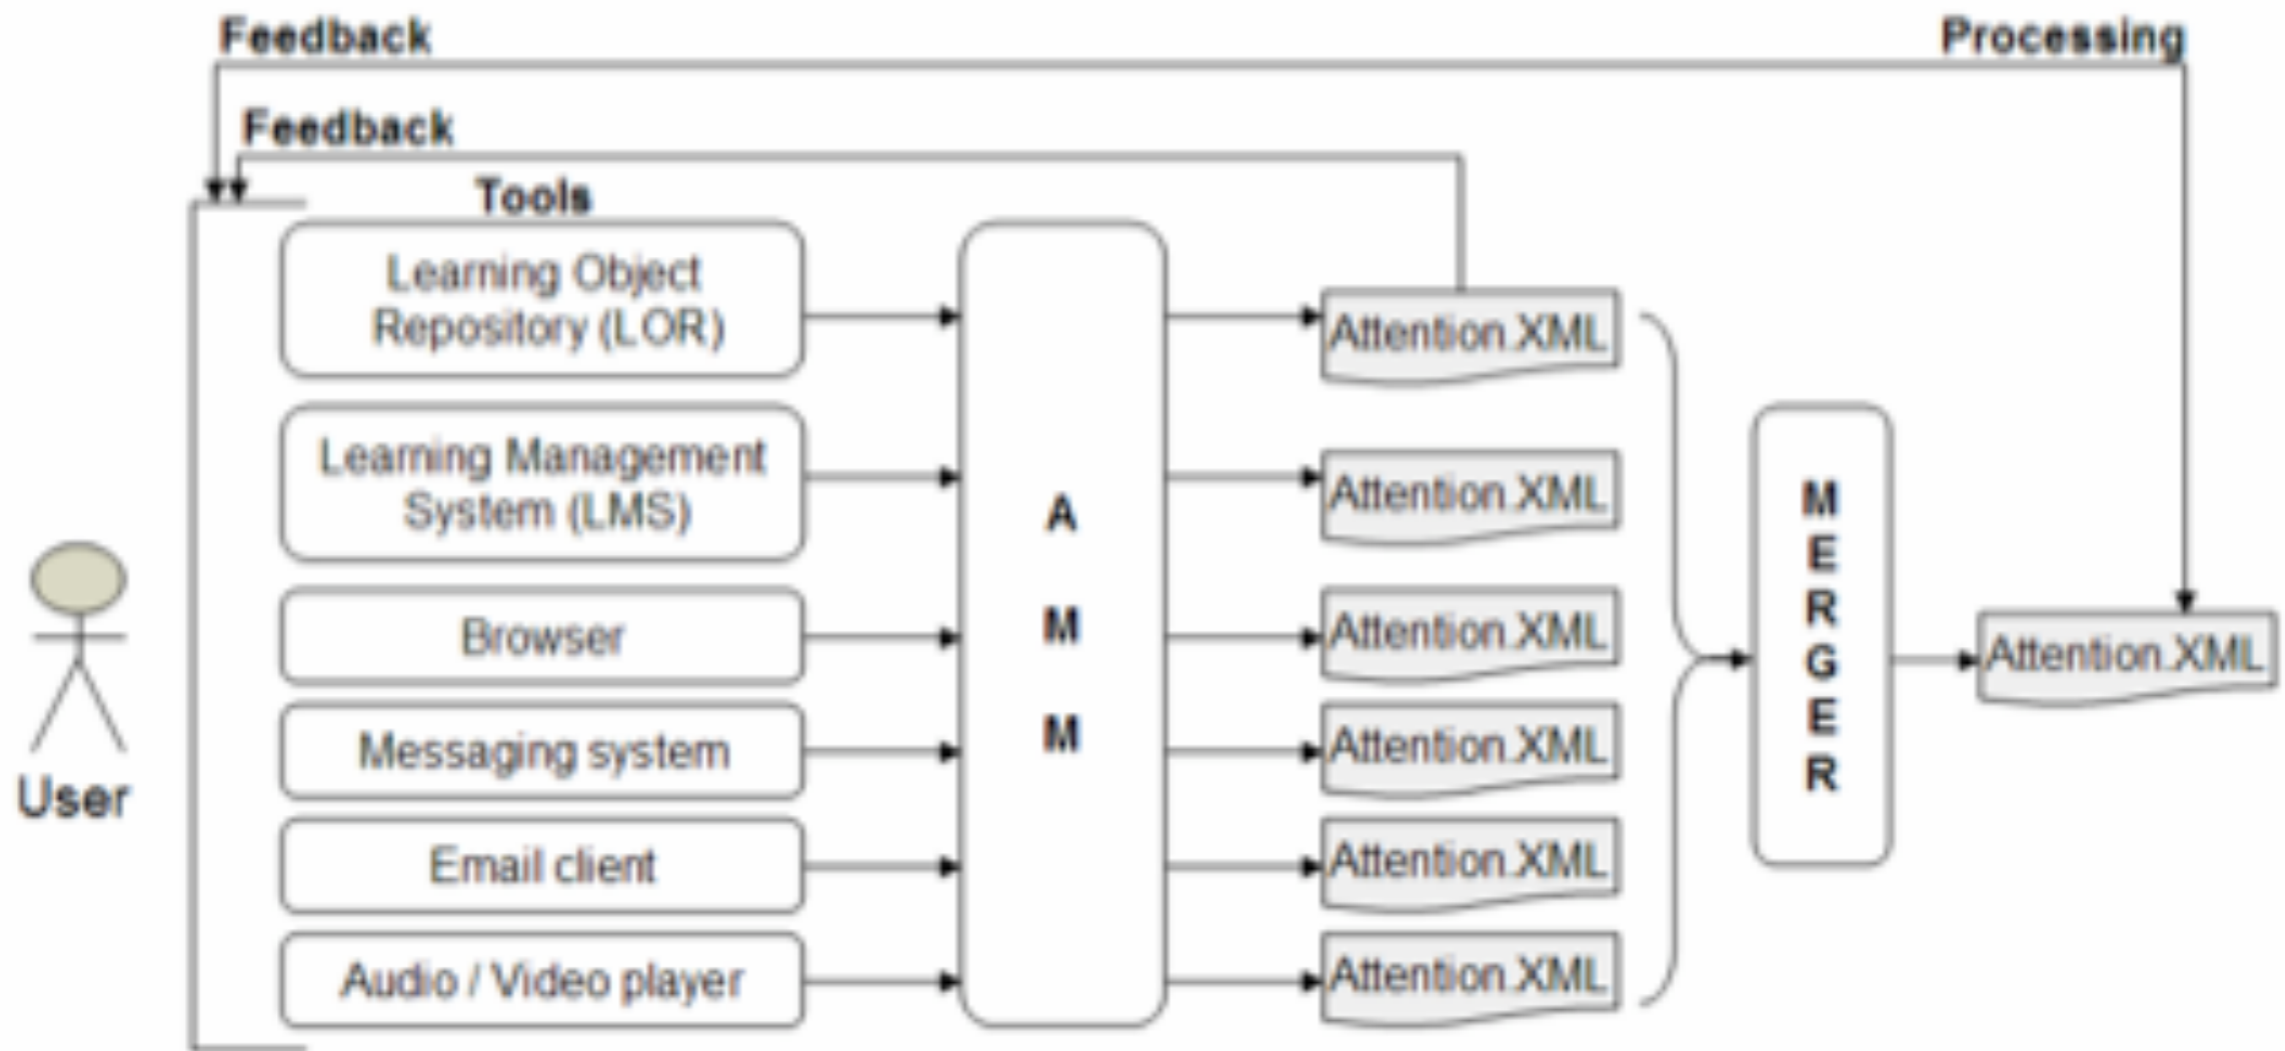 Feedback
Processing
Feedback
Tools
Learning Object
Repository (LOR)
Learning Management
System (LMS)
Browser
Messaging system
Email client
Audio / Video player
User
A
M
M
Attention.XML
Attention.XML
Attention.XML
Attention.XML
Attention.XML
Attention.XML
M
E
R
G
E
R
Attention.XML